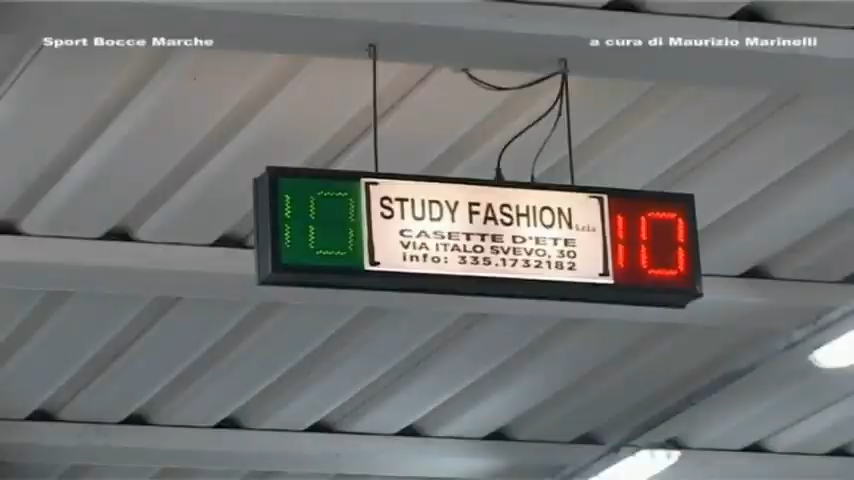 Sport Bocce Marche
a cura di Maurizio Marinelli
10
STUDY FASHION s.r.l.s
CASETTE D'ETE
VIA ITALO SVEVO, 30
info: 335.1732182
10